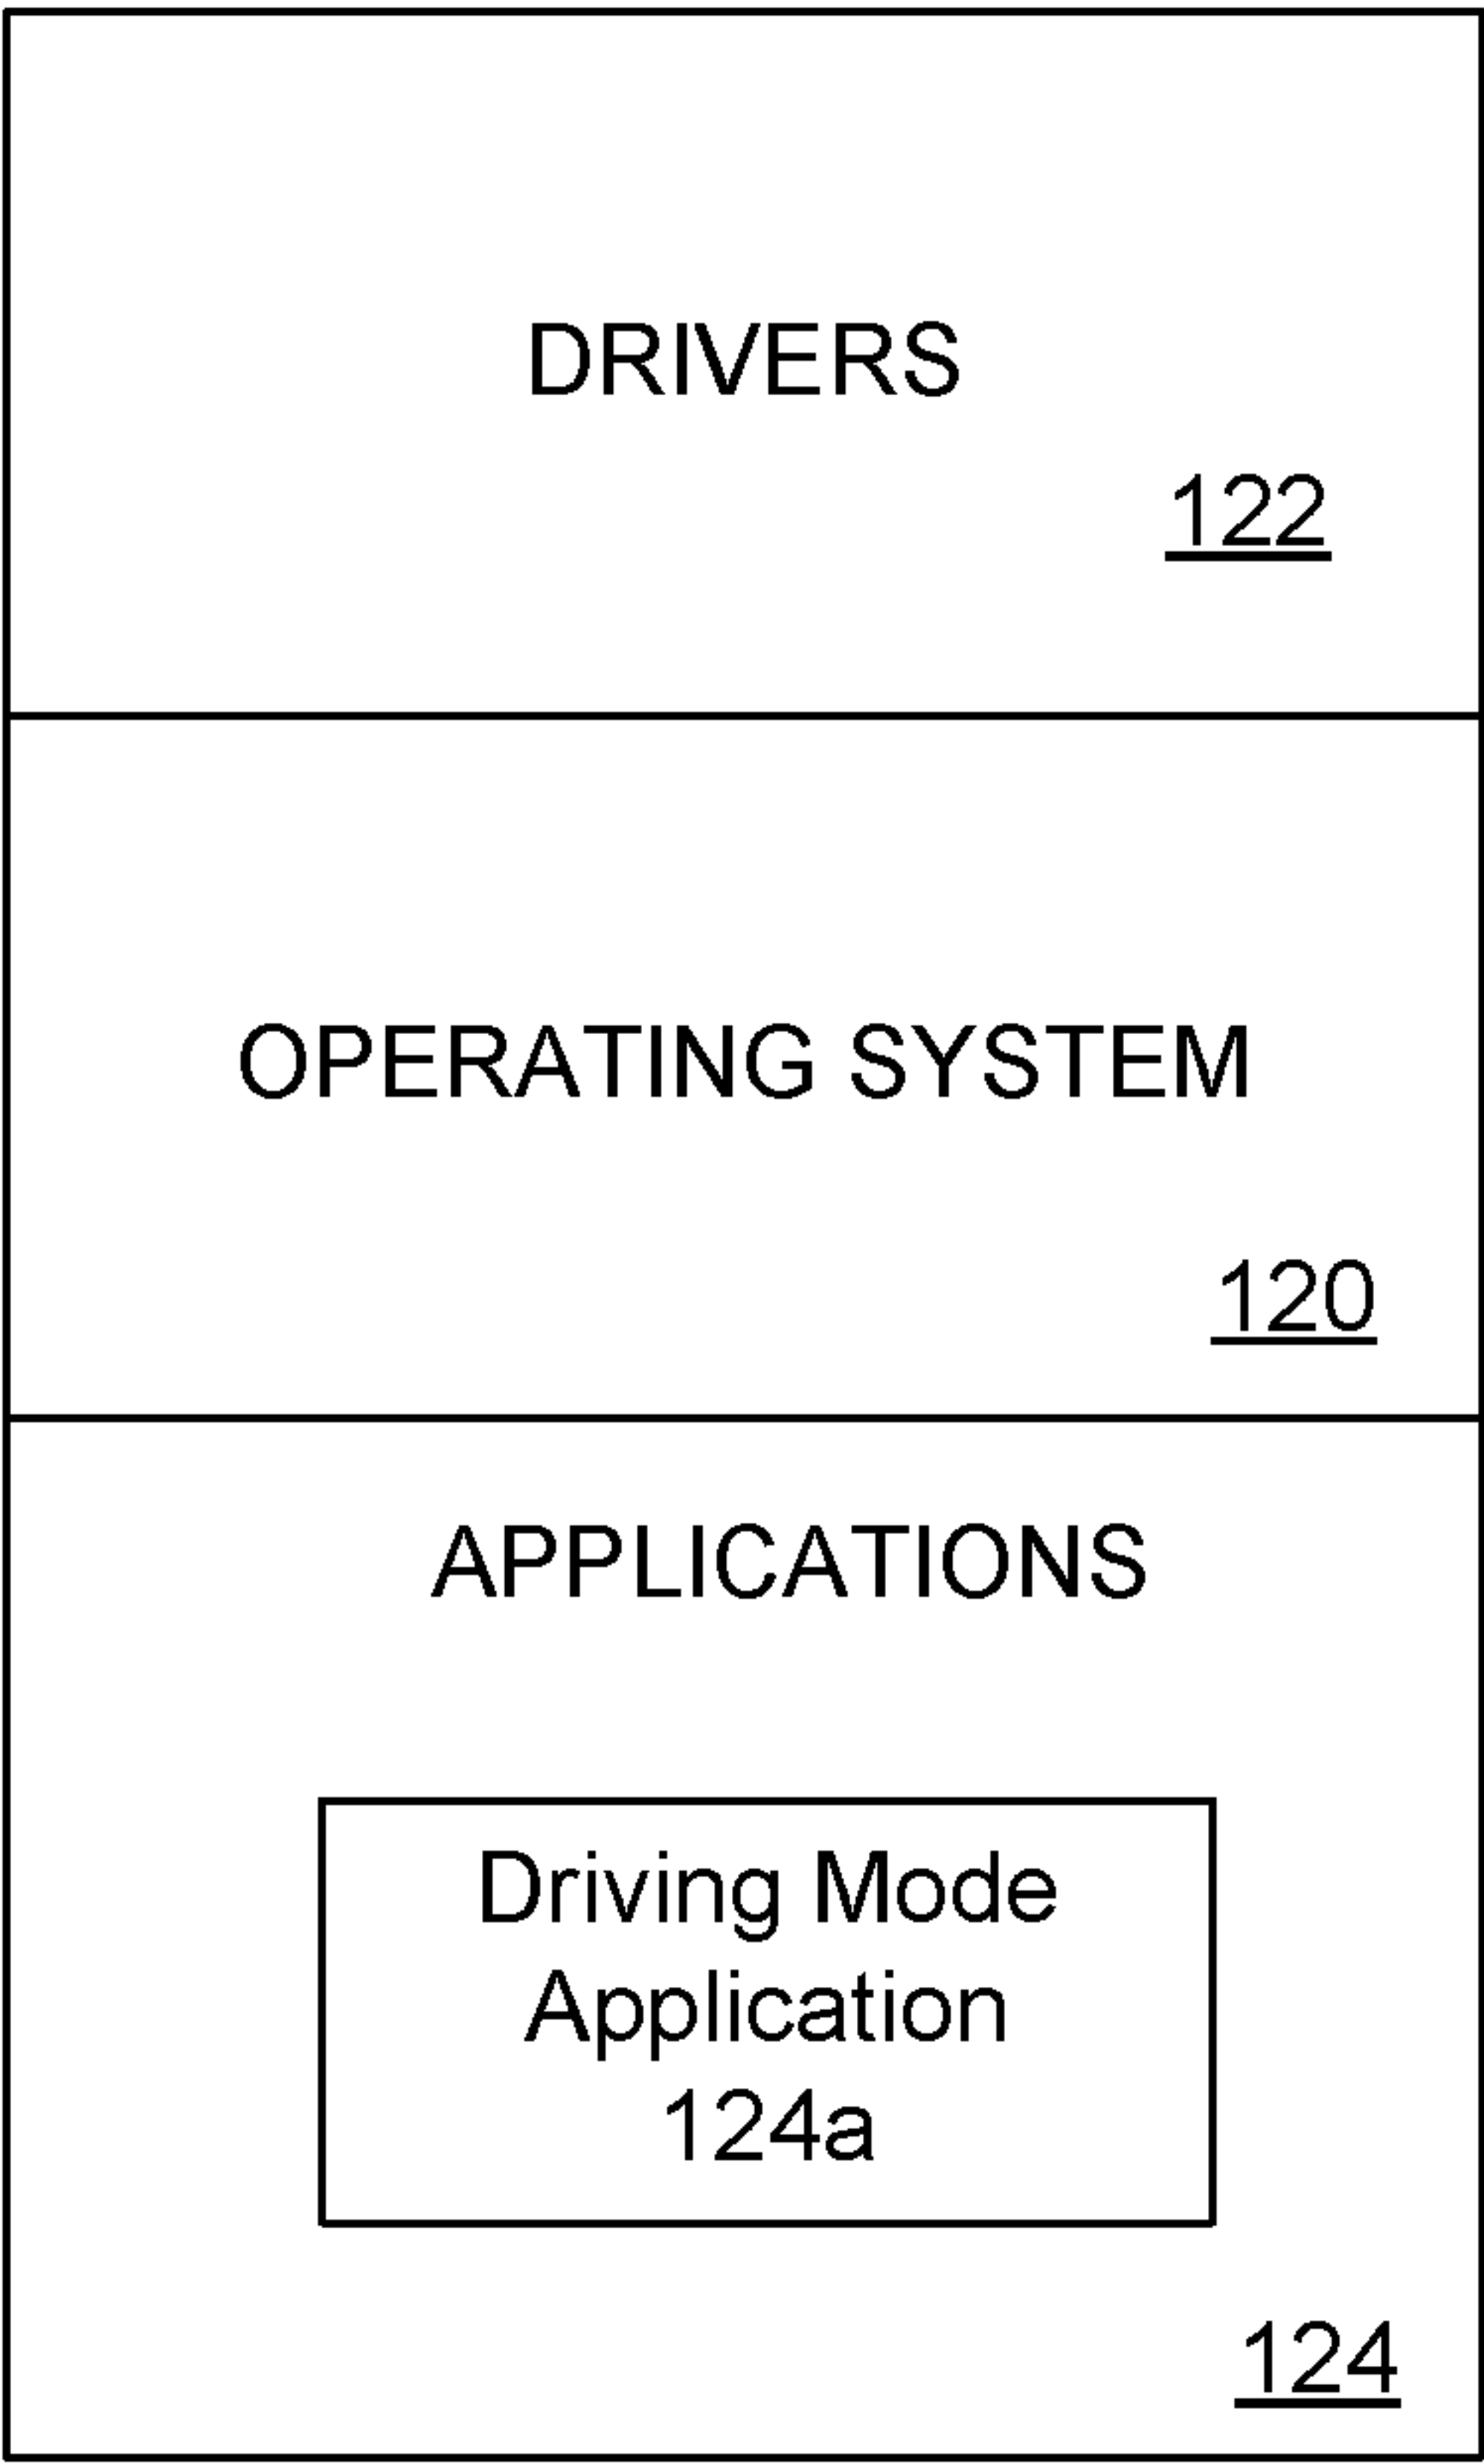 DRIVERS
122
OPERATING SYSTEM
120
APPLICATIONS
Driving Mode
Application
124a
124